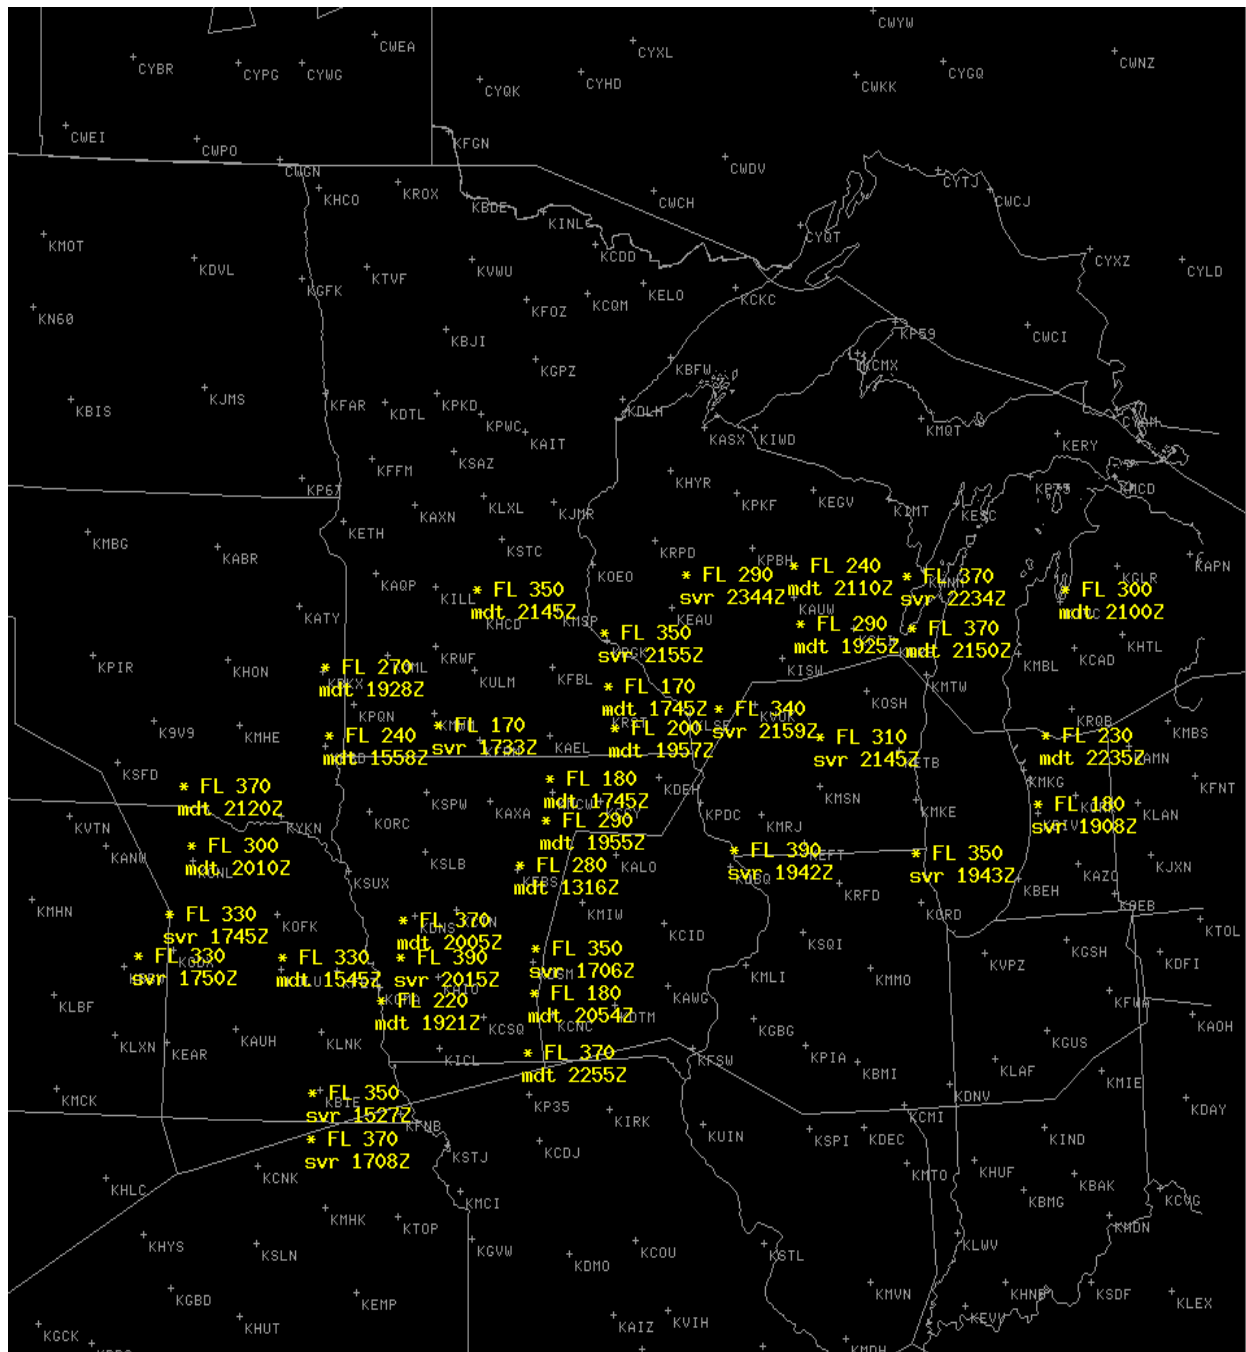 CWYW
CWEA
CYXL
CYBR
CYPG
CYWG
CYGQ
CWNZ
CYQK
CYHD
CWKK
CWEI
CWPO
KFGN
CWGN
CWDV
CYTJ
KHCO
KROX
KBDE
CWCH
CWCJ
KINL
CYQT
KMOT
KCDD
KDVL
KTVF
KVWU
CYXZ
CYLD
KGFK
KELO
KCKC
KN60
KFOZ
KCQM
KP59
CWCI
KBJI
KCMX
KGPZ
KBFW
KBIS
KJMS
KFAR
KDTL
KPKD
KDLH
KPWC
KAIT
KASX
KIWD
KMQT
KERY
KFFM
KSAZ
KHYR
KP75
KMCD
KLXL
KPKF
KEGV
KAXN
KJMR
KIMT
KESC
KETH
KMBG
KABR
KSTC
KRPD
KPBH
KAPN
KAQP
KOEO
KGLR
* FL 240
mdt 2110Z
* FL 290
svr 2344Z
* FL 370
svr 2234Z
* FL 350
mdt 2145Z
KILL
* FL 300
mdt 2100Z
KATY
KHCD
KMSP
KEAU
KAUW
* FL 290
mdt 1925Z
* FL 370
mdt 2150Z
KHTL
* FL 350
svr 2155Z
KPIR
KHON
KRWF
KISW
KMBL
KCAD
* FL 270
mdt 1928Z
KULM
KFBL
KMTW
* FL 170
mdt 1745Z
KOSH
KPQN
* FL 340
svr 2159Z
KRQB
KMBS
K9V9
KMHE
* FL 170
svr 1733Z
* FL 200
mdt 1957Z
* FL 240
mdt 1558Z
KAEL
* FL 310
svr 2145Z
* FL 230
mdt 2235Z
KETB
KAMN
KSFD
* FL 370
mdt 2120Z
* FL 180
mdt 1745Z
KDEH
KMKG
KFNT
KSPW
KAXA
KMSN
KPDC
KMKE
* FL 180
svr 1908Z
KLAN
KVTN
KYKN
KORC
* FL 290
mdt 1955Z
KMRJ
KANW
* FL 300
mdt 2010Z
KSLB
* FL 280
mdt 1316Z
KALO
* FL 390
svr 1942Z
* FL 350
svr 1943Z
KJXN
KSUX
KRFD
KBEH
KAZO
KMHN
* FL 330
svr 1745Z
KOFK
* FL 370
mdt 2005Z
KMIW
KCID
KSQI
KGSH
KTOL
* FL 330
svr 1750Z
* FL 330
mdt 1545Z
* FL 390
svr 2015Z
* FL 350
svr 1706Z
KMLI
KMMO
KVPZ
KDFI
KLBF
* FL 220
mdt 1921Z
* FL 180
mdt 2054Z
KAWG
KFWA
KCSQ
KCNC
KGBG
KAOH
KLXN
KEAR
KAUH
KLNK
KICL
* FL 370
mdt 2255Z
KFSW
KPIA
KGUS
KBMI
KLAF
KMIE
KMCK
* FL 350
svr 1527Z
KP35
KIRK
KDNV
KDAY
KCMI
KFNB
KUIN
KSPI
KDEC
KIND
* FL 370
svr 1708Z
KSTJ
KCDJ
KCNK
KMTO
KHUF
KHLC
KMCI
KBMG
KBAK
KCVG
KMHK
KTOP
KMDN
KHYS
KSLN
KGVW
KDMO
KCOU
KSTL
KLWV
KGBD
KEMP
KMVN
KSDF
KLEX
KGCK
KHUT
KAIZ
KVIH
KEVV